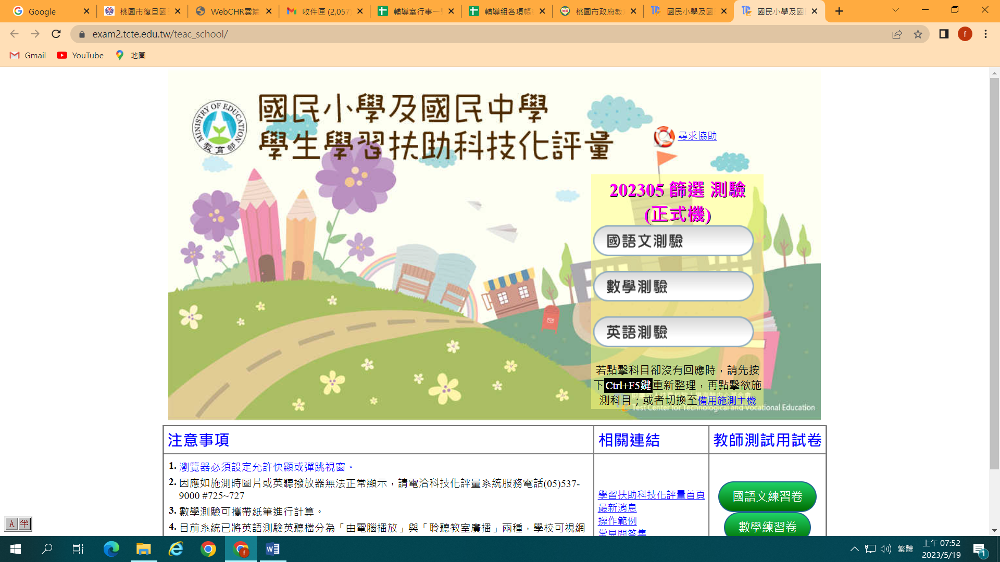 Google
桃園市復旦國
WebCHR雲端
收件匣 (2,057
輔導室行事一
輔導組各項帳
桃園市政府教
國民小學及國
國民小學及國
exam2.tcte.edu.tw/teac_school/
f
Gmail
YouTube
地圖
MINISTRY OF EDUCATION
教育部
國民小學及國民中學
學生學習扶助科技化評量
尋求協助
202305 篩選 測驗
(正式機)
國語文測驗
數學測驗
英語測驗
若點擊科目卻沒有回應時，請先按
下Ctrl+F5鍵重新整理，再點擊欲施
測科目；或者切換至備用施測主機
Test Center for Technological and Vocational Education
注意事項
相關連結
教師測試用試卷
1. 瀏覽器必須設定允許快顯或彈跳視窗。
2. 因應如施測時圖片或英聽撥放器無法正常顯示，請電洽科技化評量系統服務電話(05)537-
9000 #725~727
3. 數學測驗可攜帶紙筆進行計算。
4. 目前系統已將英語測驗英聽檔分為「由電腦播放」與「聆聽教室廣播」兩種，學校可視網
學習扶助科技化評量首頁
最新消息
操作範例
常見問答集
國語文練習卷
數學練習卷
A 半
繁體
上午 07:52
2023/5/19
1